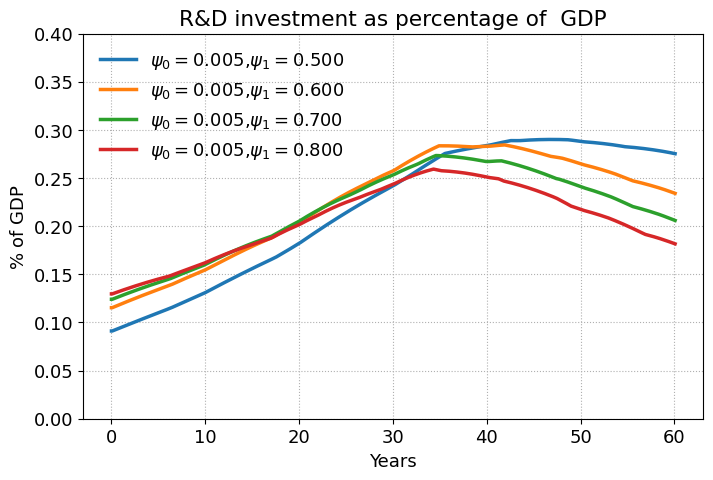 R&D investment as percentage of  GDP
0.40
0.35
0.30
0.25
0.20
0.15
0.10
0.05
0.00
% of GDP
ψ₀ = 0.005,ψ₁ = 0.500
ψ₀ = 0.005,ψ₁ = 0.600
ψ₀ = 0.005,ψ₁ = 0.700
ψ₀ = 0.005,ψ₁ = 0.800
0 10 20 30 40 50 60
Years